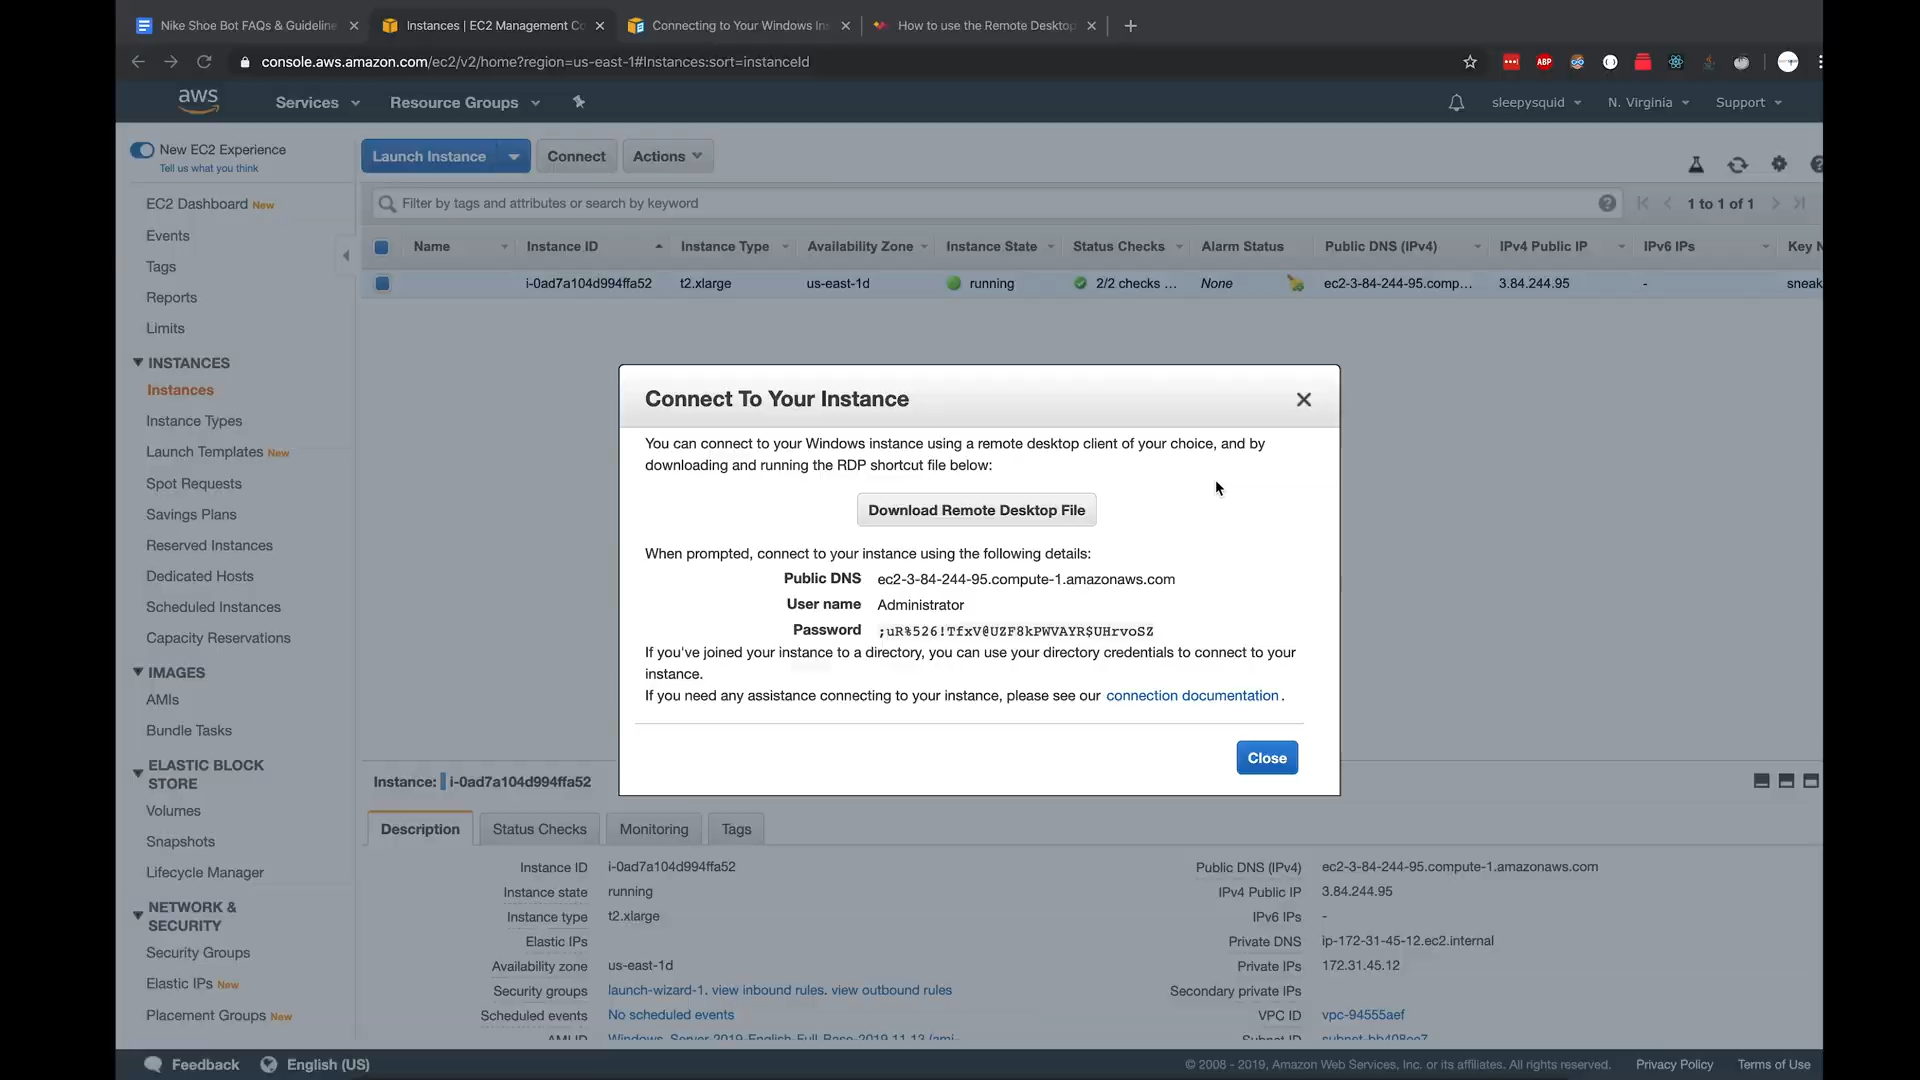 Nike Shoe Bot FAQs & Guideline
Instances | EC2 Management Co
Connecting to Your Windows Ins
How to use the Remote Desktop
console.aws.amazon.com/ec2/v2/home?region=us-east-1#Instances:sort=instanceId
ABP
aws
Services
Resource Groups
sleepysquid
N. Virginia
Support
New EC2 Experience
Tell us what you think
Launch Instance
Connect
Actions
EC2 Dashboard New
Events
Tags
Reports
Limits
INSTANCES
Instances
Instance Types
Launch Templates New
Spot Requests
Savings Plans
Reserved Instances
Dedicated Hosts
Scheduled Instances
Capacity Reservations
IMAGES
AMIs
Bundle Tasks
ELASTIC BLOCK
STORE
Volumes
Snapshots
Lifecycle Manager
NETWORK &
SECURITY
Security Groups
Elastic IPs New
Placement Groups New
Filter by tags and attributes or search by keyword
1 to 1 of 1
Name Instance ID Instance Type Availability Zone Instance State Status Checks Alarm Status Public DNS (IPv4) IPv4 Public IP IPv6 IPs Key N
i-0ad7a104d994ffa52 t2.xlarge us-east-1d running 2/2 checks ... None ec2-3-84-244-95.comp... 3.84.244.95 - sneak
Connect To Your Instance
You can connect to your Windows instance using a remote desktop client of your choice, and by
downloading and running the RDP shortcut file below:
Download Remote Desktop File
When prompted, connect to your instance using the following details:
Public DNS ec2-3-84-244-95.compute-1.amazonaws.com
User name Administrator
Password ;uR%526!TfxV@UZF8kPWVAYR$UHrvoSZ
If you've joined your instance to a directory, you can use your directory credentials to connect to your
instance.
If you need any assistance connecting to your instance, please see our connection documentation.
Close
Instance: i-0ad7a104d994ffa52
Description
Status Checks
Monitoring
Tags
Instance ID i-0ad7a104d994ffa52
Instance state running
Instance type t2.xlarge
Elastic IPs
Availability zone us-east-1d
Security groups launch-wizard-1. view inbound rules. view outbound rules
Scheduled events No scheduled events
AMI ID Windows_Server-2019-English-Full-Base-2019.11.13 (ami-
Public DNS (IPv4) ec2-3-84-244-95.compute-1.amazonaws.com
IPv4 Public IP 3.84.244.95
IPv6 IPs -
Private DNS ip-172-31-45-12.ec2.internal
Private IPs 172.31.45.12
Secondary private IPs
VPC ID vpc-94555aef
Subnet ID
Feedback
English (US)
© 2008 - 2019, Amazon Web Services, Inc. or its affiliates. All rights reserved.
Privacy Policy
Terms of Use